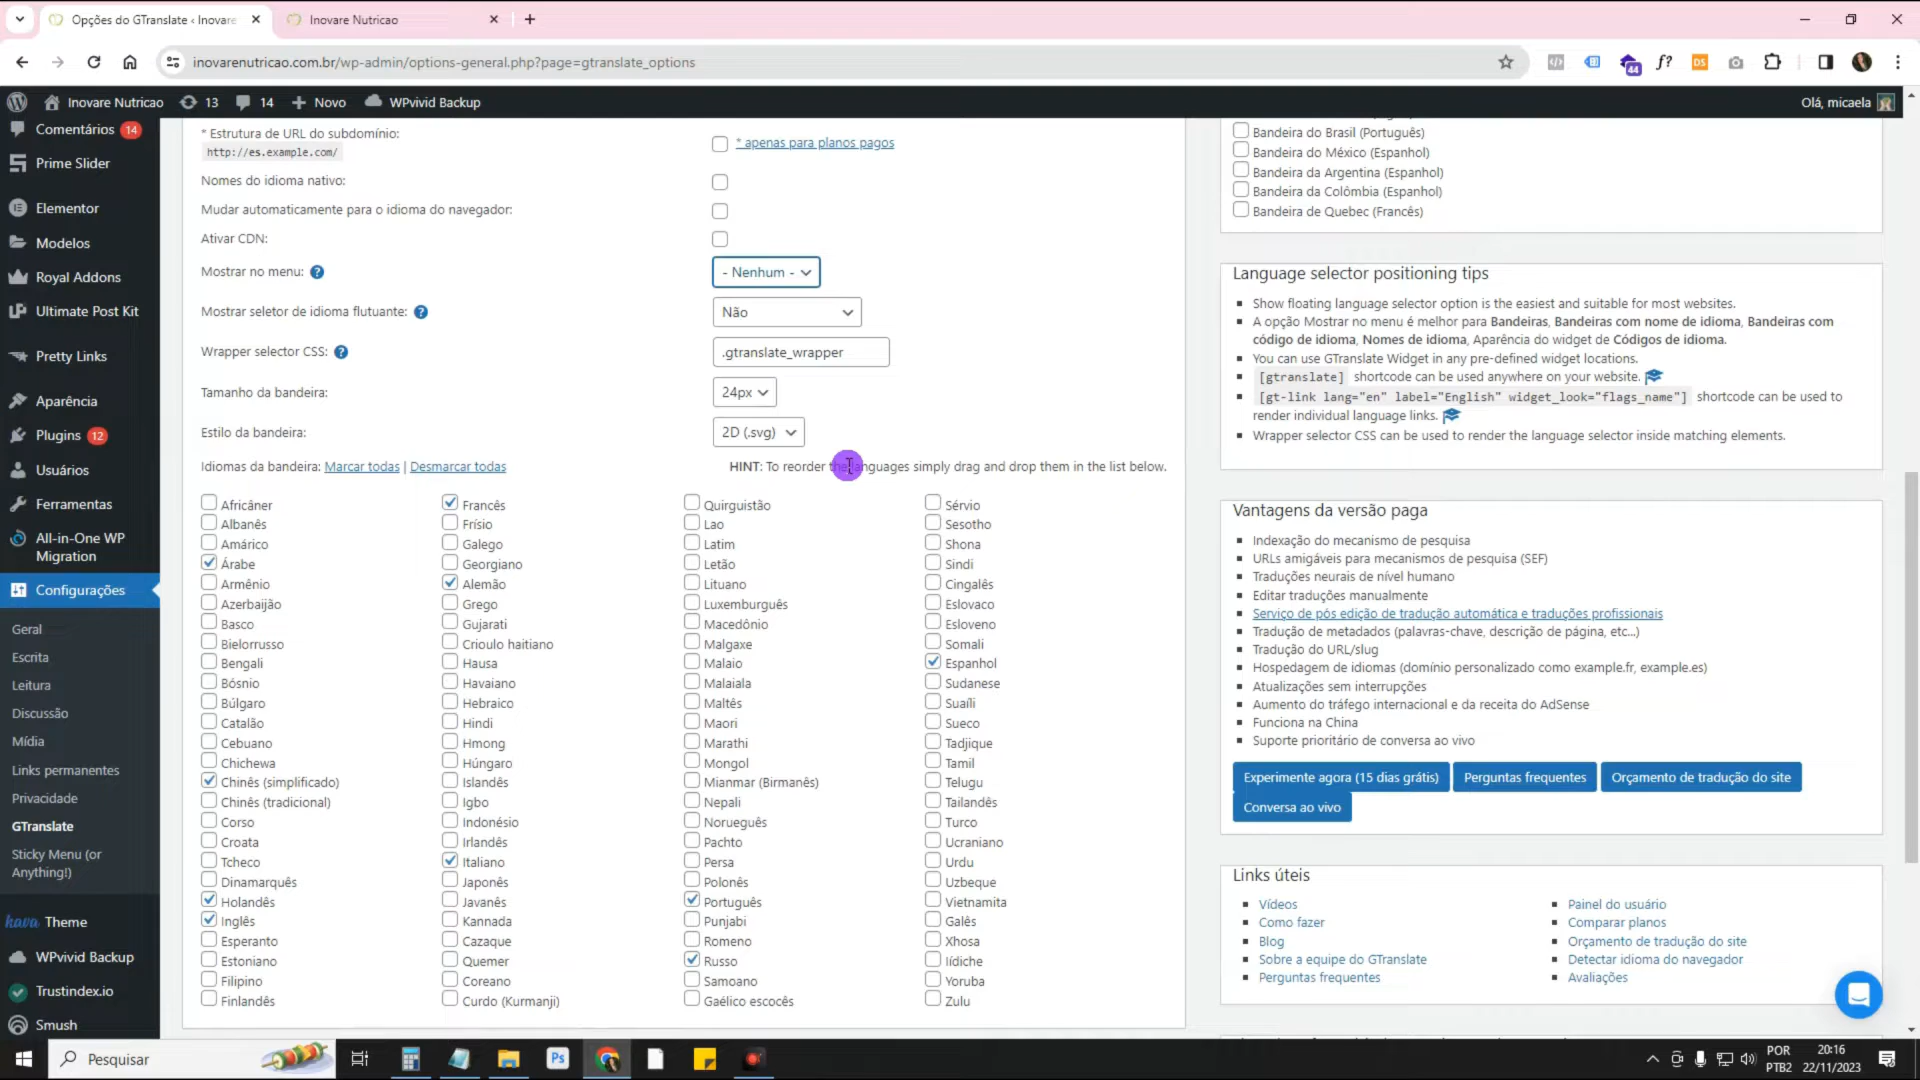 Opções do GTranslate ‹ Inovare
Inovare Nutricao
inovarenutricao.com.br/wp-admin/options-general.php?page=gtranslate_options
44
f?
DS
Inovare Nutricao
13
14
Novo
WPvivid Backup
Olá, micaela
Comentários 14
Prime Slider
Elementor
Modelos
Royal Addons
Ultimate Post Kit
Pretty Links
Aparência
Plugins 12
Usuários
Ferramentas
All-in-One WP
Migration
Configurações
Geral
Escrita
Leitura
Discussão
Mídia
Links permanentes
Privacidade
GTranslate
Sticky Menu (or
Anything!)
kava Theme
WPvivid Backup
Trustindex.io
Smush
* Estrutura de URL do subdomínio:
http://es.example.com/
* apenas para planos pagos
Nomes do idioma nativo:
Mudar automaticamente para o idioma do navegador:
Ativar CDN:
Mostrar no menu: ?
- Nenhum -
Mostrar seletor de idioma flutuante: ?
Não
Wrapper selector CSS: ?
.gtranslate_wrapper
Tamanho da bandeira:
24px
Estilo da bandeira:
2D (.svg)
Idiomas da bandeira: Marcar todas | Desmarcar todas
HINT: To reorder the languages simply drag and drop them in the list below.
Africâner
Albanês
Amárico
Árabe
Armênio
Azerbaijão
Basco
Bielorrusso
Bengali
Bósnio
Búlgaro
Catalão
Cebuano
Chichewa
Chinês (simplificado)
Chinês (tradicional)
Corso
Croata
Tcheco
Dinamarquês
Holandês
Inglês
Esperanto
Estoniano
Filipino
Finlandês
Francês
Frísio
Galego
Georgiano
Alemão
Grego
Gujarati
Crioulo haitiano
Hausa
Havaiano
Hebraico
Hindi
Hmong
Húngaro
Islandês
Igbo
Indonésio
Irlandês
Italiano
Japonês
Javanês
Kannada
Cazaque
Quemer
Coreano
Curdo (Kurmanji)
Quirguistão
Lao
Latim
Letão
Lituano
Luxemburguês
Macedônio
Malgaxe
Malaio
Malaiala
Maltês
Maori
Marathi
Mongol
Mianmar (Birmanês)
Nepali
Norueguês
Pachto
Persa
Polonês
Português
Punjabi
Romeno
Russo
Samoano
Gaélico escocês
Sérvio
Sesotho
Shona
Sindi
Cingalês
Eslovaco
Esloveno
Somali
Espanhol
Sudanese
Suaíli
Sueco
Tadjique
Tamil
Telugu
Tailandês
Turco
Ucraniano
Urdu
Uzbeque
Vietnamita
Galês
Xhosa
Iídiche
Yoruba
Zulu
Bandeira do Brasil (Português)
Bandeira do México (Espanhol)
Bandeira da Argentina (Espanhol)
Bandeira da Colômbia (Espanhol)
Bandeira de Quebec (Francês)
Language selector positioning tips
Show floating language selector option is the easiest and suitable for most websites.
A opção Mostrar no menu é melhor para Bandeiras, Bandeiras com nome de idioma, Bandeiras com
código de idioma, Nomes de idioma, Aparência do widget de Códigos de idioma.
You can use GTranslate Widget in any pre-defined widget locations.
[gtranslate] shortcode can be used anywhere on your website.
[gt-link lang="en" label="English" widget_look="flags_name"] shortcode can be used to
render individual language links.
Wrapper selector CSS can be used to render the language selector inside matching elements.
Vantagens da versão paga
Indexação do mecanismo de pesquisa
URLs amigáveis para mecanismos de pesquisa (SEF)
Traduções neurais de nível humano
Editar traduções manualmente
Serviço de pós edição de tradução automática e traduções profissionais
Tradução de metadados (palavras-chave, descrição de página, etc...)
Tradução do URL/slug
Hospedagem de idiomas (domínio personalizado como example.fr, example.es)
Atualizações sem interrupções
Aumento do tráfego internacional e da receita do AdSense
Funciona na China
Suporte prioritário de conversa ao vivo
Experimente agora (15 dias grátis)
Perguntas frequentes
Orçamento de tradução do site
Conversa ao vivo
Links úteis
Vídeos
Como fazer
Blog
Sobre a equipe do GTranslate
Perguntas frequentes
Painel do usuário
Comparar planos
Orçamento de tradução do site
Detectar idioma do navegador
Avaliações
Pesquisar
Ps
POR
PTB2
20:16
22/11/2023